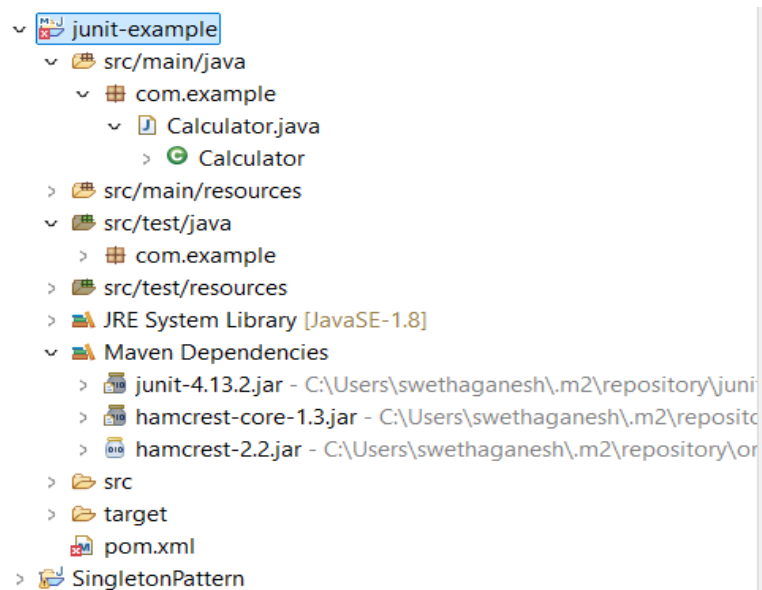 junit-example
src/main/java
com.example
Calculator.java
Calculator
src/main/resources
src/test/java
com.example
src/test/resources
JRE System Library [JavaSE-1.8]
Maven Dependencies
junit-4.13.2.jar - C:\Users\swethaganesh\.m2\repository\juni
hamcrest-core-1.3.jar - C:\Users\swethaganesh\.m2\reposito
hamcrest-2.2.jar - C:\Users\swethaganesh\.m2\repository\or
src
target
pom.xml
SingletonPattern